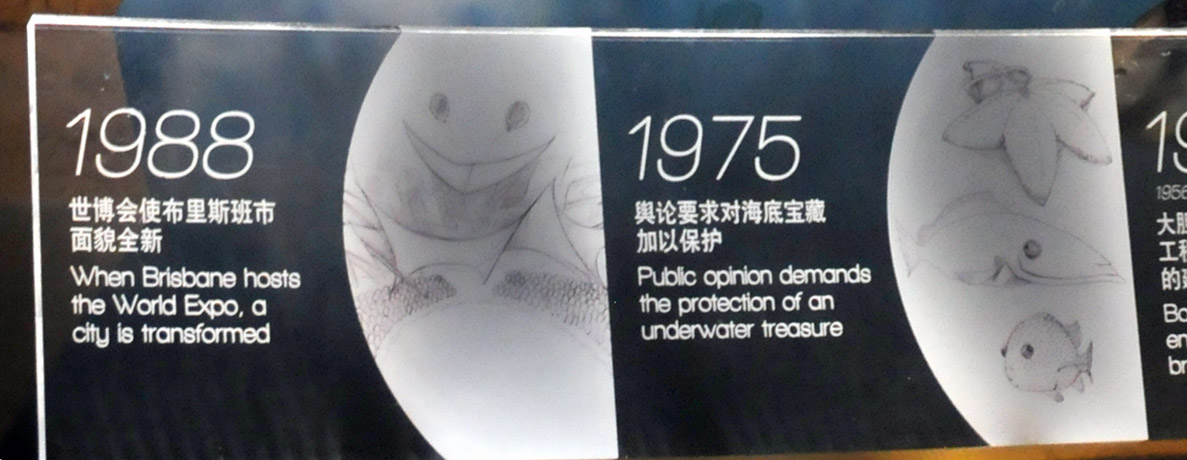 1988
世博会使布里斯班市
面貌全新
When Brisbane hosts
the World Expo, a
city is transformed
1975
舆论要求对海底宝藏
加以保护
Public opinion demands
the protection of an
underwater treasure
1956